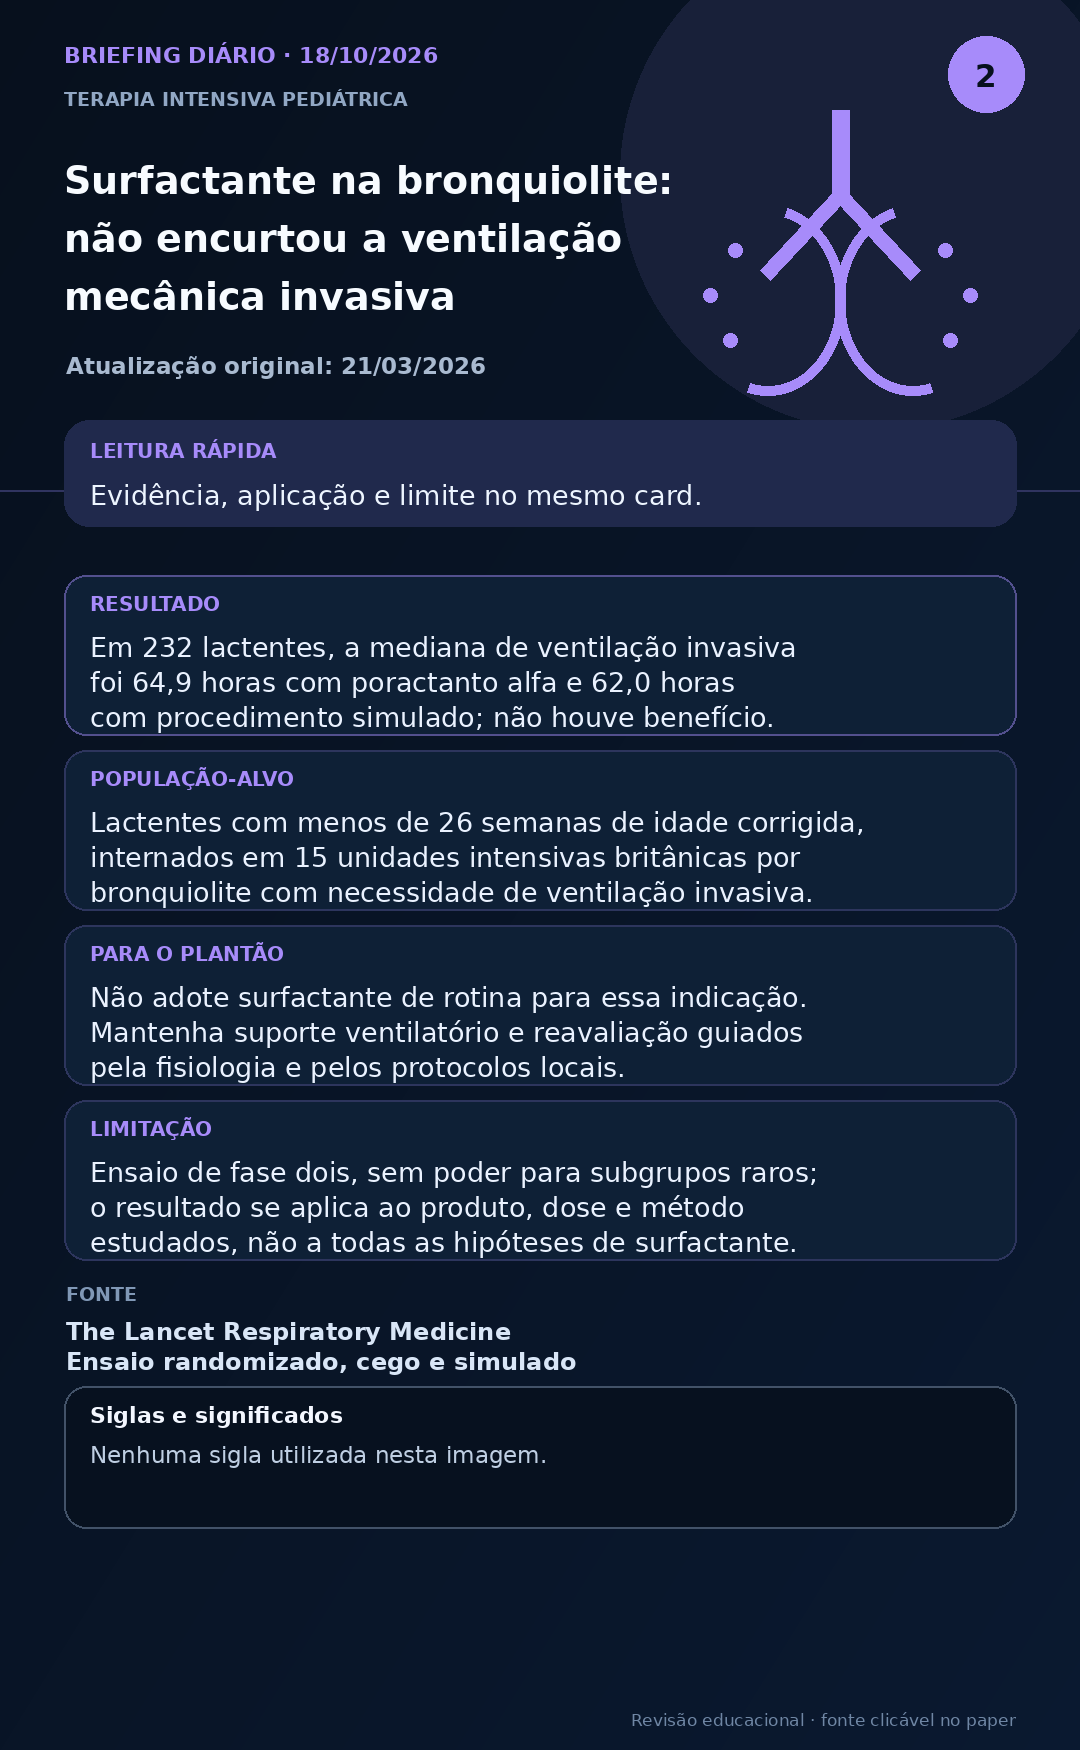 BRIEFING DIÁRIO · 18/10/2026
2
TERAPIA INTENSIVA PEDIÁTRICA
Surfactante na bronquiolite:
não encurtou a ventilação
mecânica invasiva
Atualização original: 21/03/2026
LEITURA RÁPIDA
Evidência, aplicação e limite no mesmo card.
RESULTADO
Em 232 lactentes, a mediana de ventilação invasiva
foi 64,9 horas com poractanto alfa e 62,0 horas
com procedimento simulado; não houve benefício.
POPULAÇÃO-ALVO
Lactentes com menos de 26 semanas de idade corrigida,
internados em 15 unidades intensivas britânicas por
bronquiolite com necessidade de ventilação invasiva.
PARA O PLANTÃO
Não adote surfactante de rotina para essa indicação.
Mantenha suporte ventilatório e reavaliação guiados
pela fisiologia e pelos protocolos locais.
LIMITAÇÃO
Ensaio de fase dois, sem poder para subgrupos raros;
o resultado se aplica ao produto, dose e método
estudados, não a todas as hipóteses de surfactante.
FONTE
The Lancet Respiratory Medicine
Ensaio randomizado, cego e simulado
Siglas e significados
Nenhuma sigla utilizada nesta imagem.
Revisão educacional · fonte clicável no paper